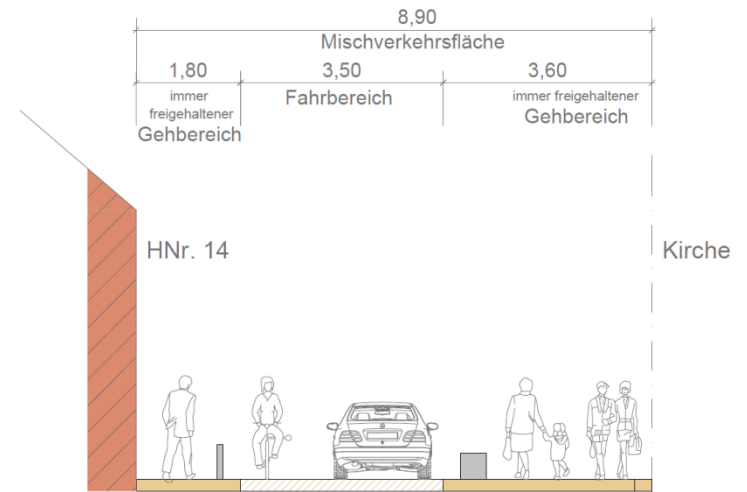 8,90
Mischverkehrsfläche
1,80
3,50
3,60
immer
freigehaltener
Gehbereich
Fahrbereich
immer freigehaltener
Gehbereich
HNr. 14
Kirche